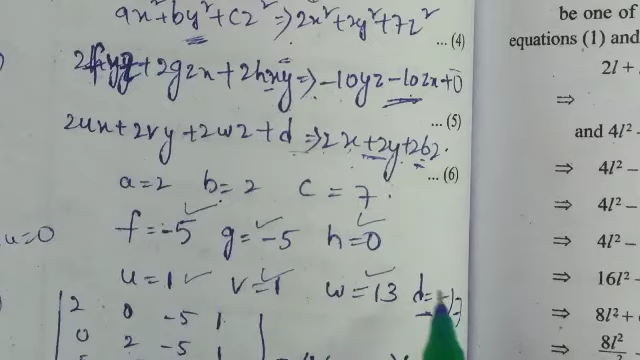 ax² + by² + cz² ⇒ 2x² + 2y² + 7z²
... (4)
2fyz + 2gzx + 2hxy ⇒ -10yz - 10zx + 0
... (5)
2ux + 2vy + 2wz + d ⇒ 2x + 2y + 26z.
... (6)
a = 2 b = 2 c = 7.
f = -5 g = -5 h = 0
u=0
u = 1 v = 1 w = 13
2 0 -5 1
0 2 -5 1
be one of
equations (1) and
2l +
⇒
and 4l² -
⇒ 4l² -
⇒ 4l² -
⇒ 4l² -
⇒ 16l² -
⇒ 8l² +
⇒ 8l²